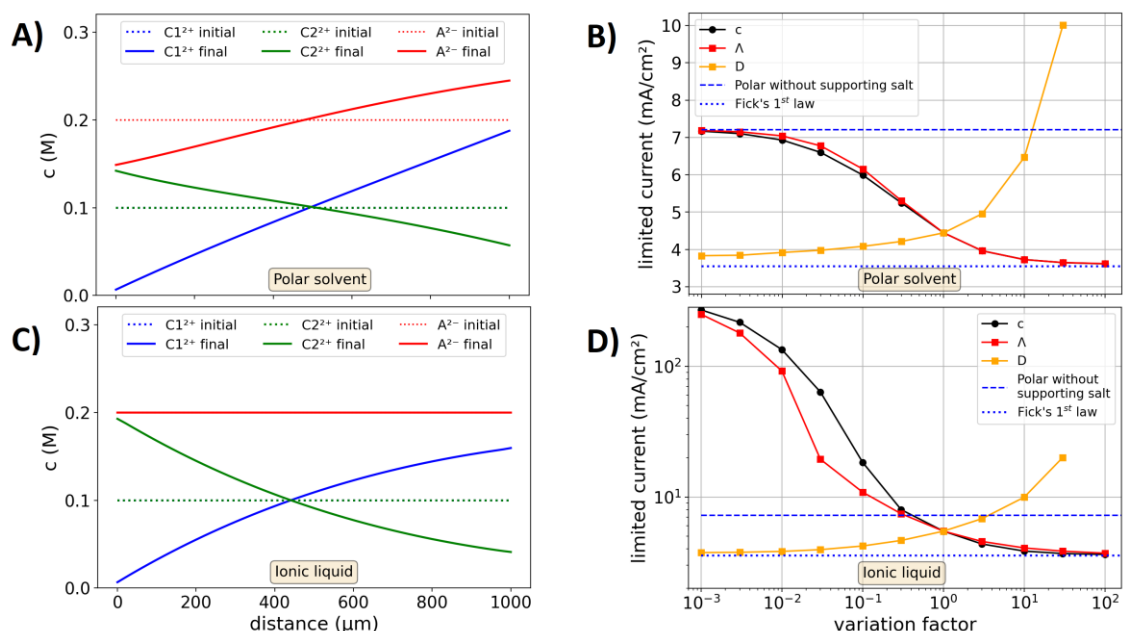 A)
0.3
0.2
0.1
0.0
c (M)
C1²⁺ initial
C1²⁺ final
C2²⁺ initial
C2²⁺ final
A²⁻ initial
A²⁻ final
Polar solvent
B)
10
9
8
7
6
5
4
3
limited current (mA/cm²)
c
Λ
D
Polar without supporting salt
Fick's 1ˢᵗ law
Polar solvent
C)
0.3
0.2
0.1
0.0
c (M)
C1²⁺ initial
C1²⁺ final
C2²⁺ initial
C2²⁺ final
A²⁻ initial
A²⁻ final
Ionic liquid
0
200
400
600
800
1000
distance (μm)
D)
10²
10¹
limited current (mA/cm²)
c
Λ
D
Polar without
supporting salt
Fick's 1ˢᵗ law
Ionic liquid
10⁻³
10⁻²
10⁻¹
10⁰
10¹
10²
variation factor